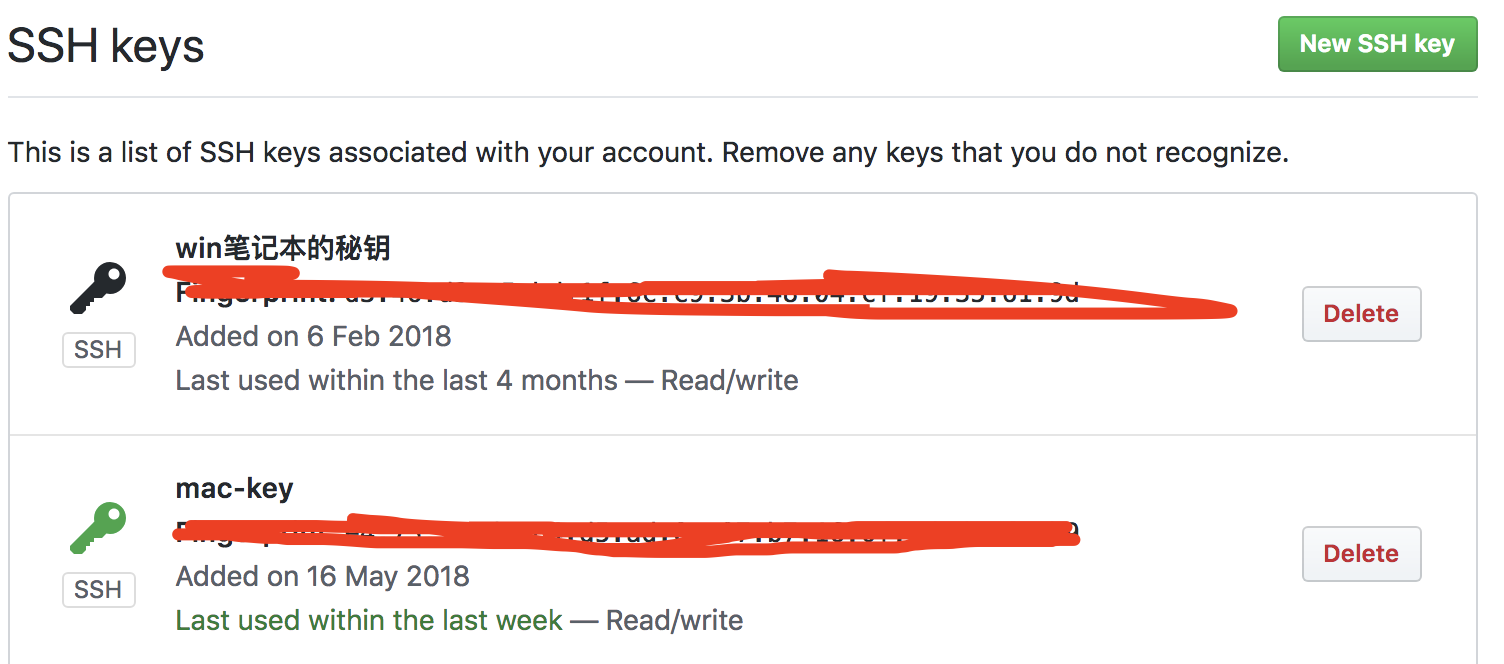 SSH keys
New SSH key
This is a list of SSH keys associated with your account. Remove any keys that you do not recognize.
win笔记本的秘钥
Added on 6 Feb 2018
Last used within the last 4 months — Read/write
SSH
Delete
mac-key
Added on 16 May 2018
Last used within the last week — Read/write
SSH
Delete